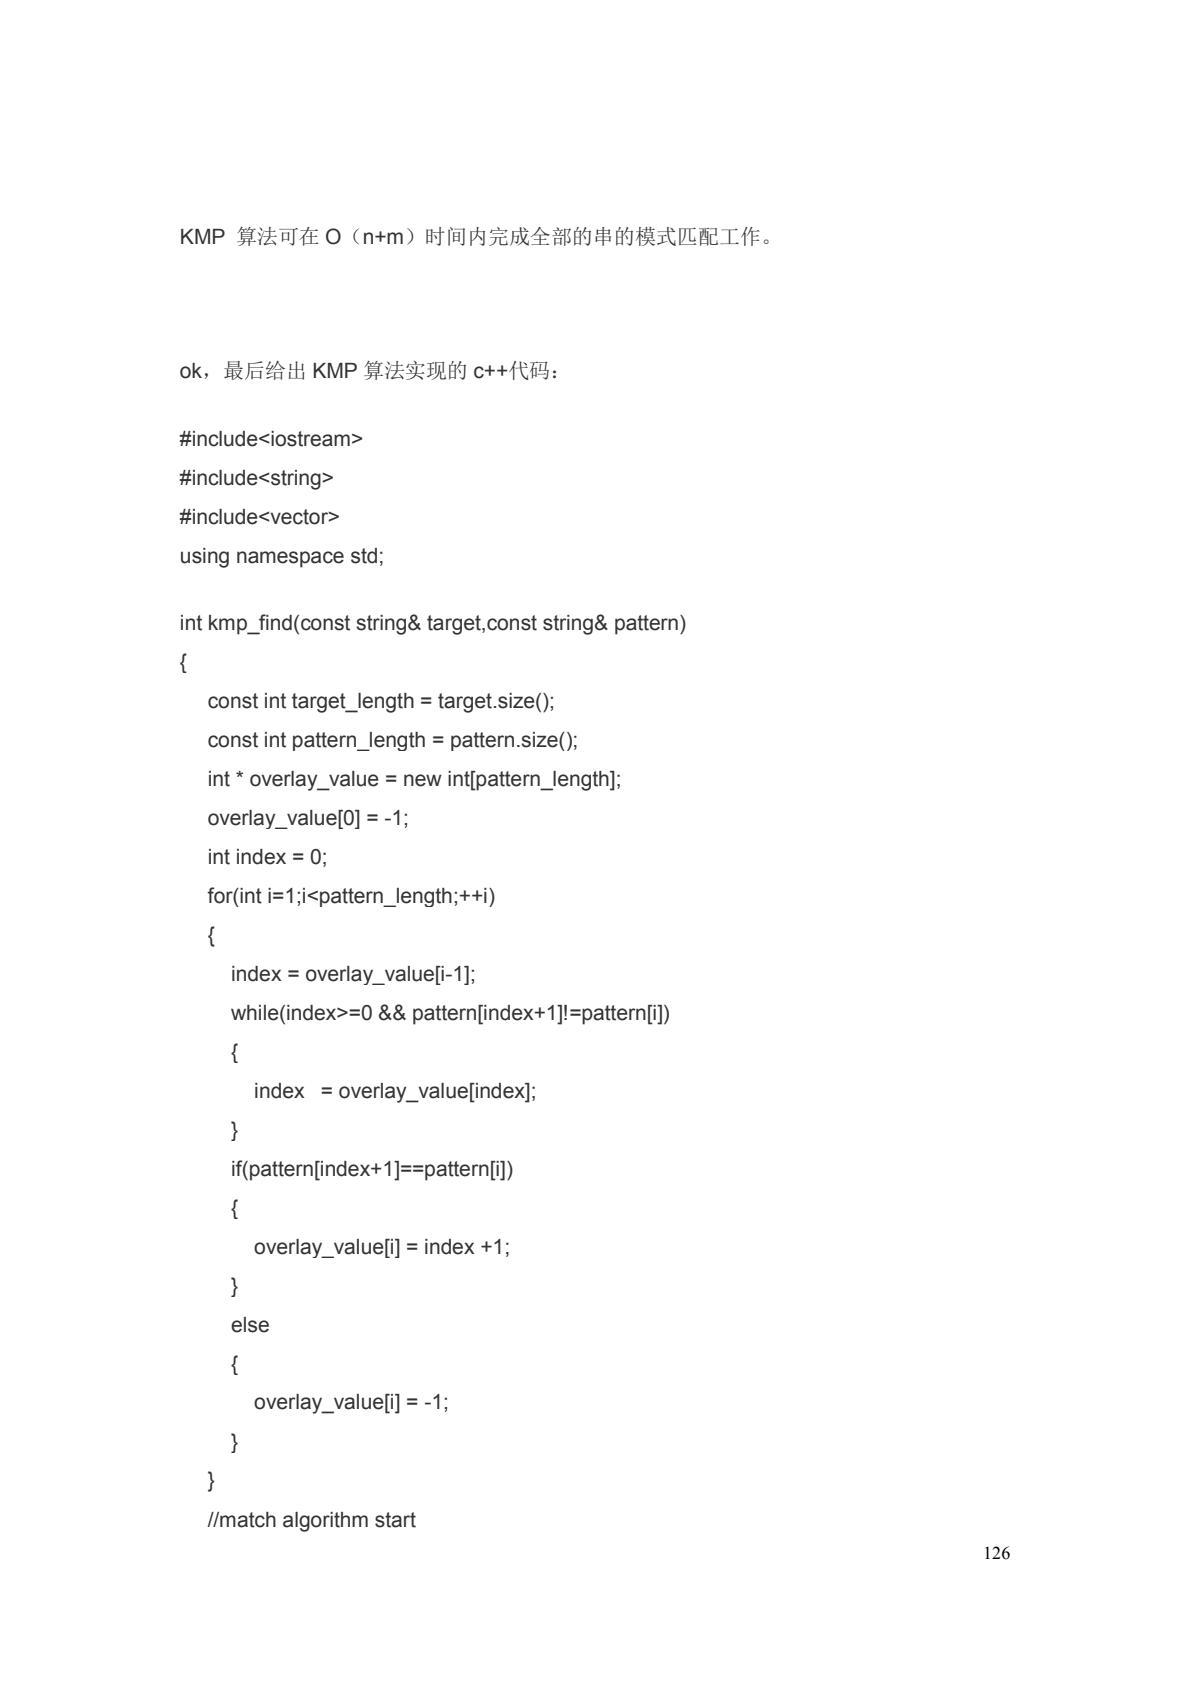 KMP 算法可在 O（n+m）时间内完成全部的串的模式匹配工作。
ok，最后给出 KMP 算法实现的 c++代码：
#include<iostream>
#include<string>
#include<vector>
using namespace std;
int kmp_find(const string& target,const string& pattern)
{
const int target_length = target.size();
const int pattern_length = pattern.size();
int * overlay_value = new int[pattern_length];
overlay_value[0] = -1;
int index = 0;
for(int i=1;i<pattern_length;++i)
{
index = overlay_value[i-1];
while(index>=0 && pattern[index+1]!=pattern[i])
{
index = overlay_value[index];
}
if(pattern[index+1]==pattern[i])
{
overlay_value[i] = index +1;
}
else
{
overlay_value[i] = -1;
}
}
//match algorithm start
126